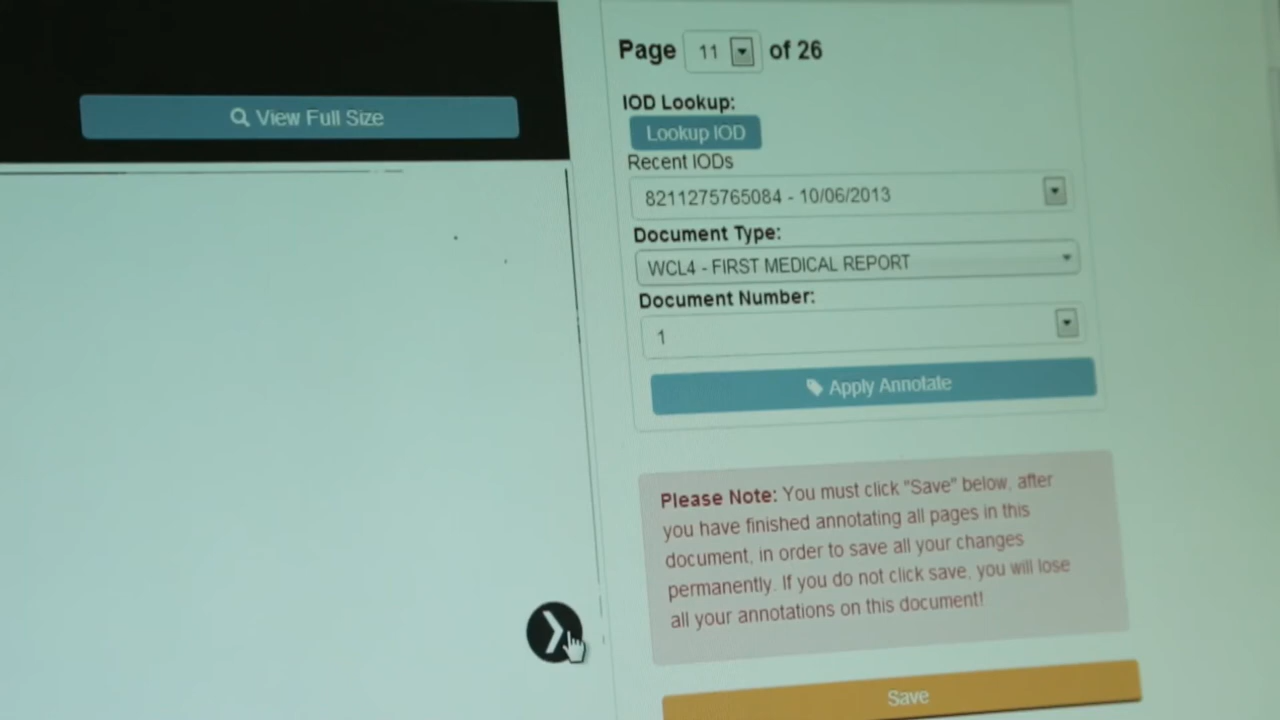 Page 11 of 26
View Full Size
IOD Lookup:
Lookup IOD
Recent IODs
8211275765084 - 10/06/2013
Document Type:
WCL4 - FIRST MEDICAL REPORT
Document Number:
1
Apply Annotate
Please Note: You must click "Save" below, after
you have finished annotating all pages in this
document, in order to save all your changes
permanently. If you do not click save, you will lose
all your annotations on this document!
Save